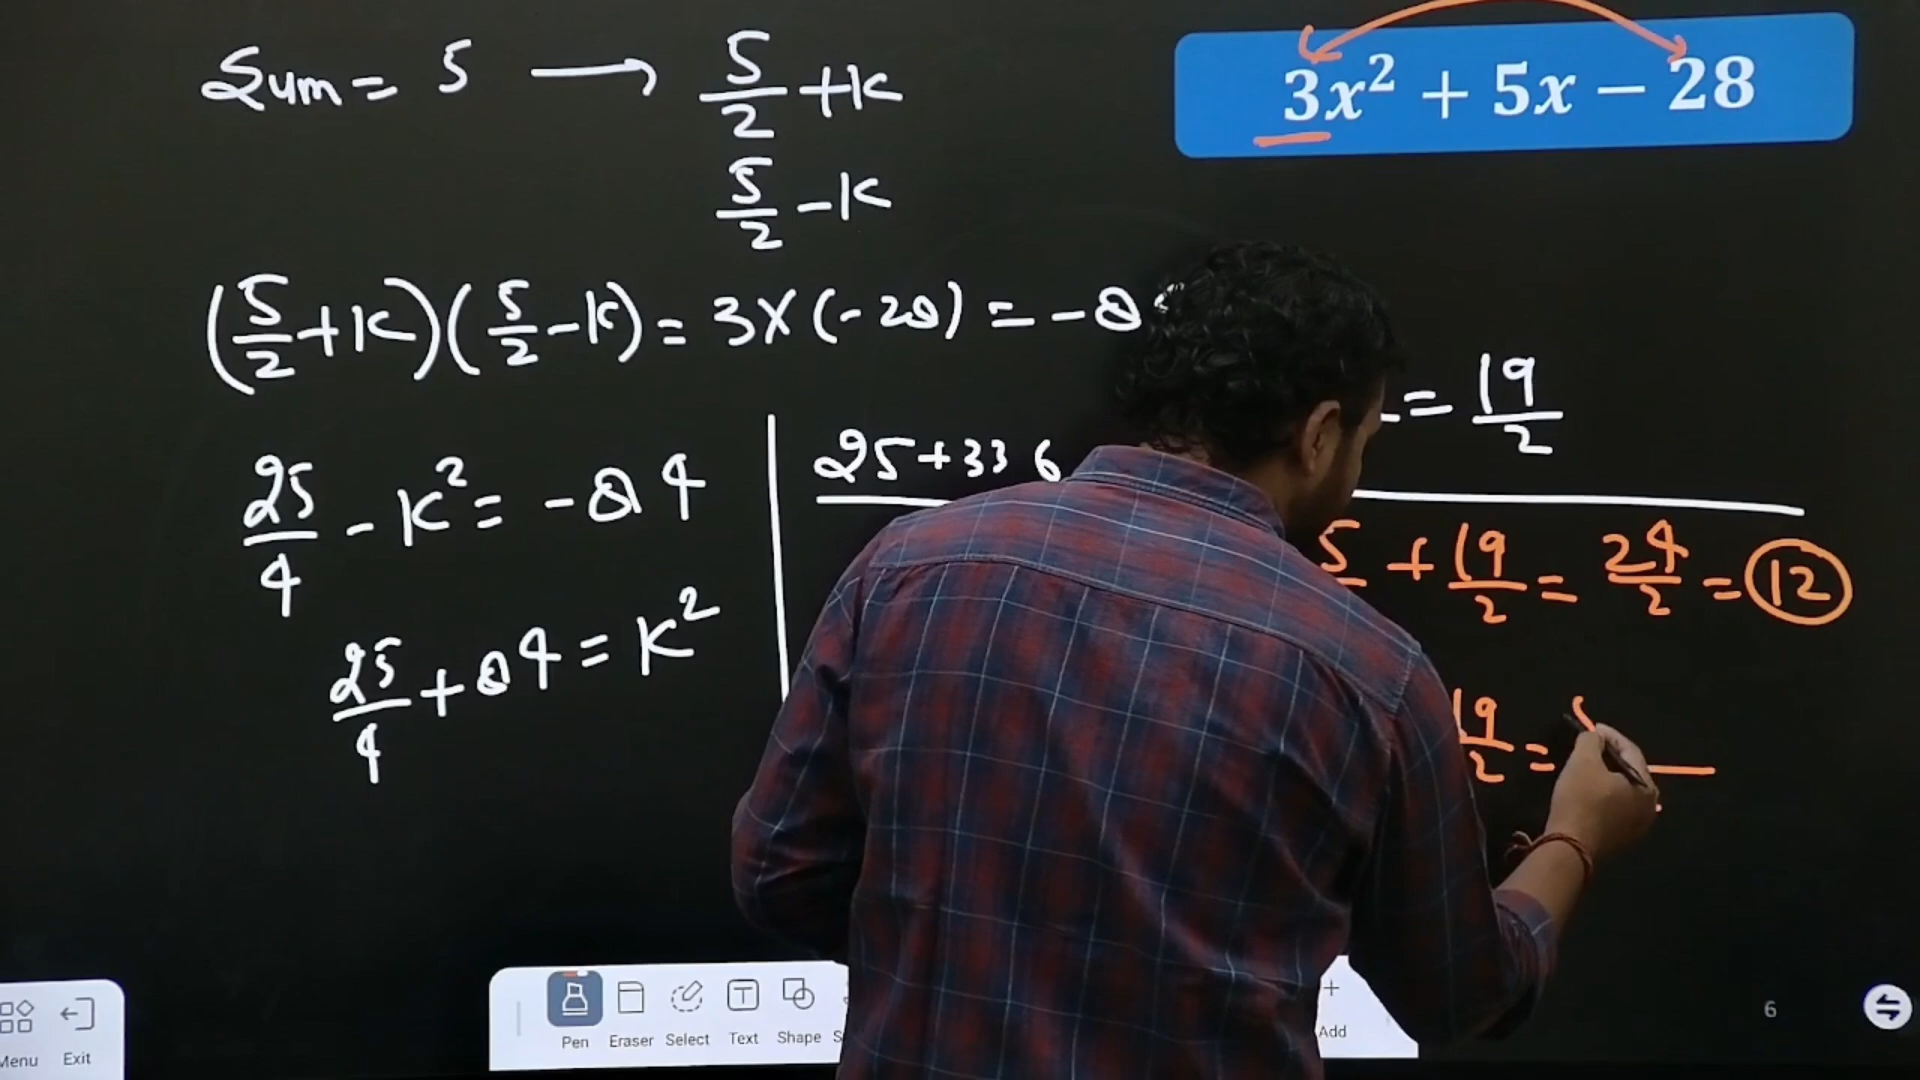 Sum = 5 → 5/2 + K
5/2 - K
3x² + 5x − 28
(5/2 + K)(5/2 - K) = 3 × (-28) = -8
= 19/2
25/4 - K² = -84
25 + 336
5 + 19/2 = 24/2 = 12
25/4 + 84 = K²
19/2 =
Menu
Exit
Pen
Eraser
Select
Text
Shape
Add
6